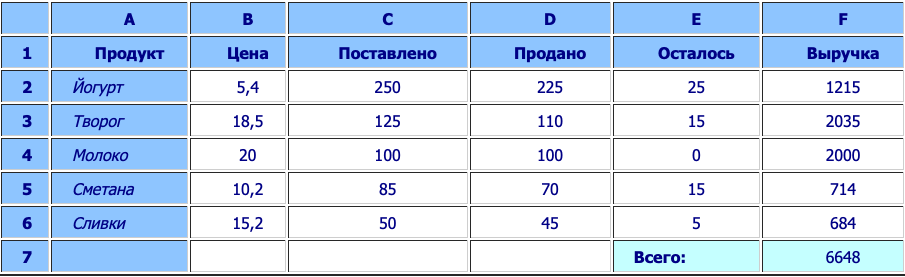 A B C D E F
1 Продукт Цена Поставлено Продано Осталось Выручка
2 Йогурт 5,4 250 225 25 1215
3 Творог 18,5 125 110 15 2035
4 Молоко 20 100 100 0 2000
5 Сметана 10,2 85 70 15 714
6 Сливки 15,2 50 45 5 684
7 Всего: 6648